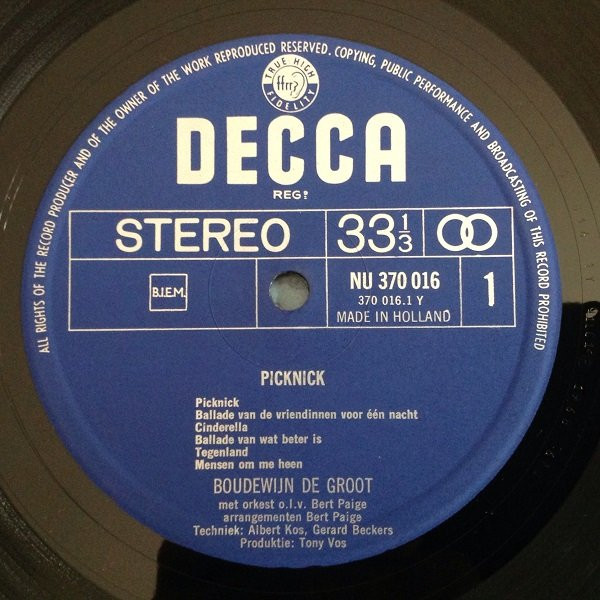 ALL RIGHTS OF THE RECORD PRODUCER AND OF THE OWNER OF THE WORK REPRODUCED RESERVED. COPYING, PUBLIC PERFORMANCE AND BROADCASTING OF THIS RECORD PROHIBITED
TRUE HIGH
ffrr
FIDELITY
DECCA
REGD
STEREO
33 1/3
NU 370 016
370 016.1 Y
MADE IN HOLLAND
B.I.E.M.
1
PICKNICK
Picknick
Ballade van de vriendinnen voor één nacht
Cinderella
Ballade van wat beter is
Tegenland
Mensen om me heen
BOUDEWIJN DE GROOT
met orkest o.l.v. Bert Paige
arrangementen Bert Paige
Techniek: Albert Kos, Gerard Beckers
Produktie: Tony Vos